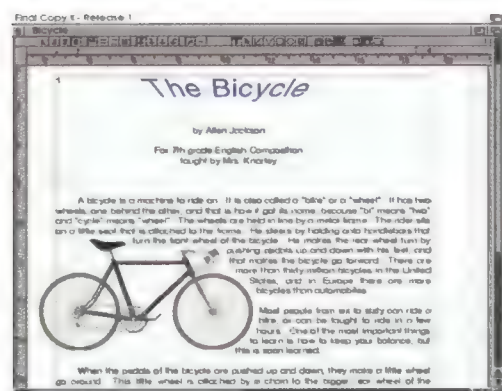 Final Copy II - Release 1
Bicycle
1
The Bicycle
by Allen Jackson
For 7th grade English Composition
taught by Mrs.
A bicycle is a machine to ride on. It is also called a "bike" or a "wheel". It has two
wheels, one behind the other, and that is how it got its name, because "bi" means "two"
and "cycle" means "wheel". The wheels are held in line by a metal frame. The rider sits
on a little seat that is attached to the frame. He steers by holding onto handlebars that
turn the front wheel of the bicycle. He makes the rear wheel turn by
pushing pedals up and down with his feet, and
that makes the bicycle go forward. There are
more than thirty million bicycles in the United
States, and in Europe there are more
bicycles than automobiles.
Most people from six to sixty can ride a
bike, or can be taught to ride in a few
hours. One of the most important things
to learn is how to keep your balance, but
this is soon learned.
When the pedals of the bicycle are pushed up and down, they make a little wheel
go around. This little wheel is attached by a chain to the bigger rear wheel of the